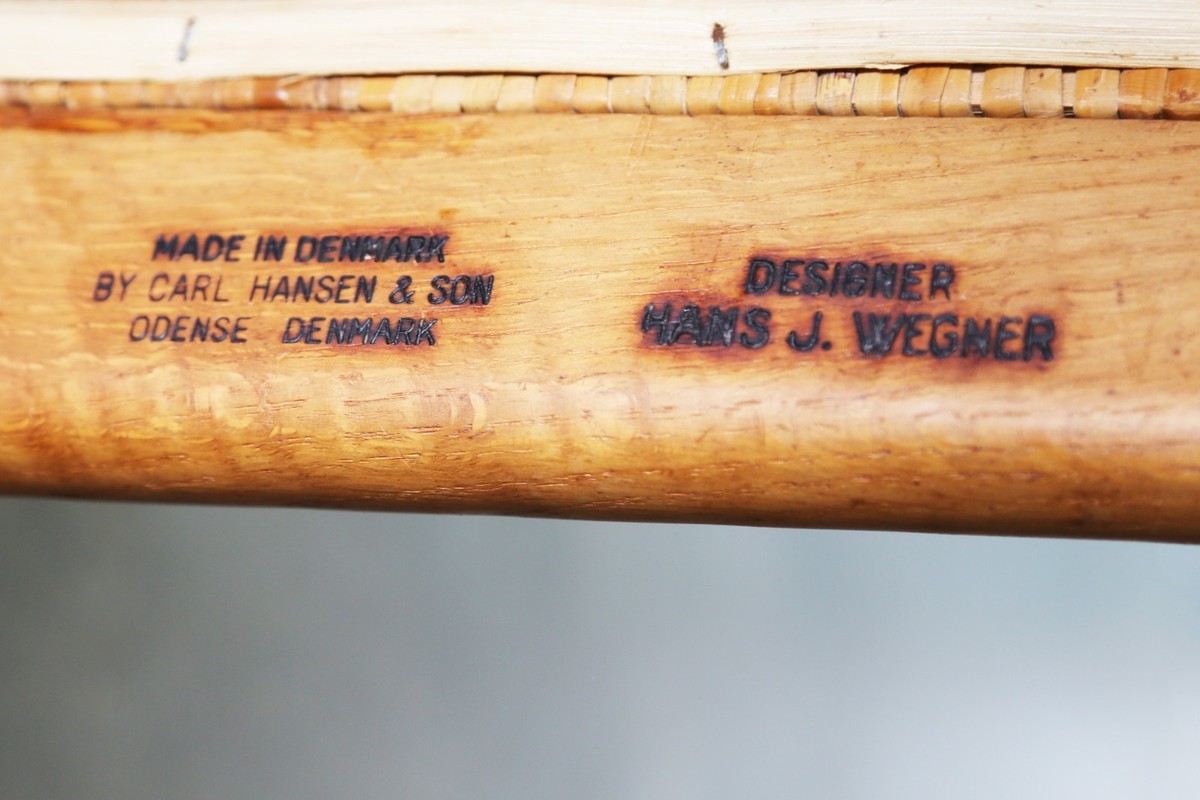 MADE IN DENMARK
BY CARL HANSEN & SON
ODENSE DENMARK
DESIGNER
HANS J. WEGNER